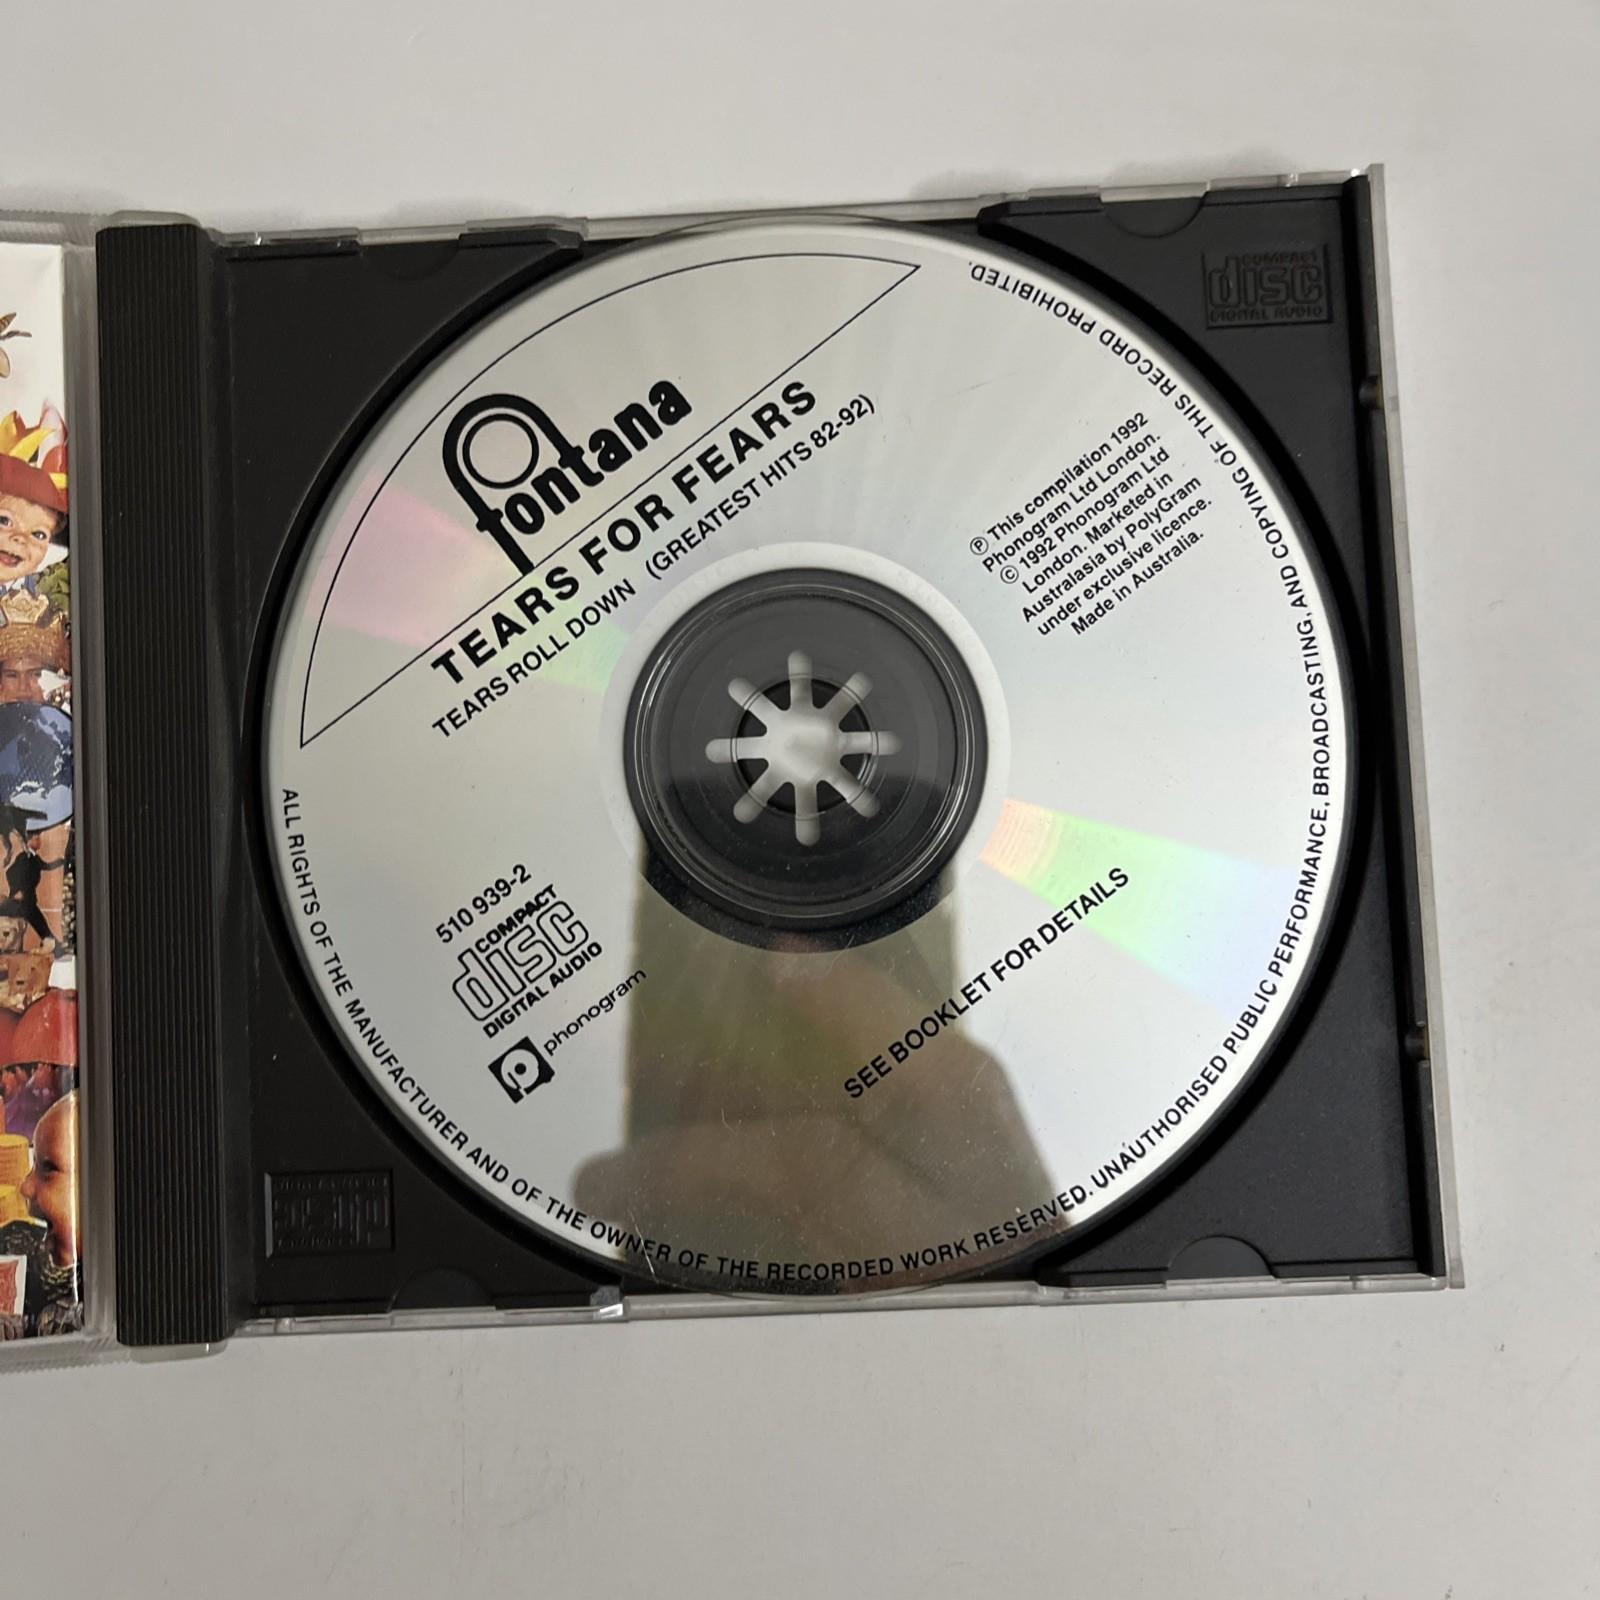 fontana
TEARS FOR FEARS
TEARS ROLL DOWN (GREATEST HITS 82-92)
Ⓟ This compilation 1992
Phonogram Ltd London.
© 1992 Phonogram Ltd
London. Marketed in
Australasia by PolyGram
under exclusive licence.
Made in Australia.
510 939-2
COMPACT
disc
DIGITAL AUDIO
phonogram
SEE BOOKLET FOR DETAILS
ALL RIGHTS OF THE MANUFACTURER AND OF THE OWNER OF THE RECORDED WORK RESERVED. UNAUTHORISED PUBLIC PERFORMANCE, BROADCASTING, AND COPYING OF THIS RECORD PROHIBITED.
COMPACT
disc
DIGITAL AUDIO
disc